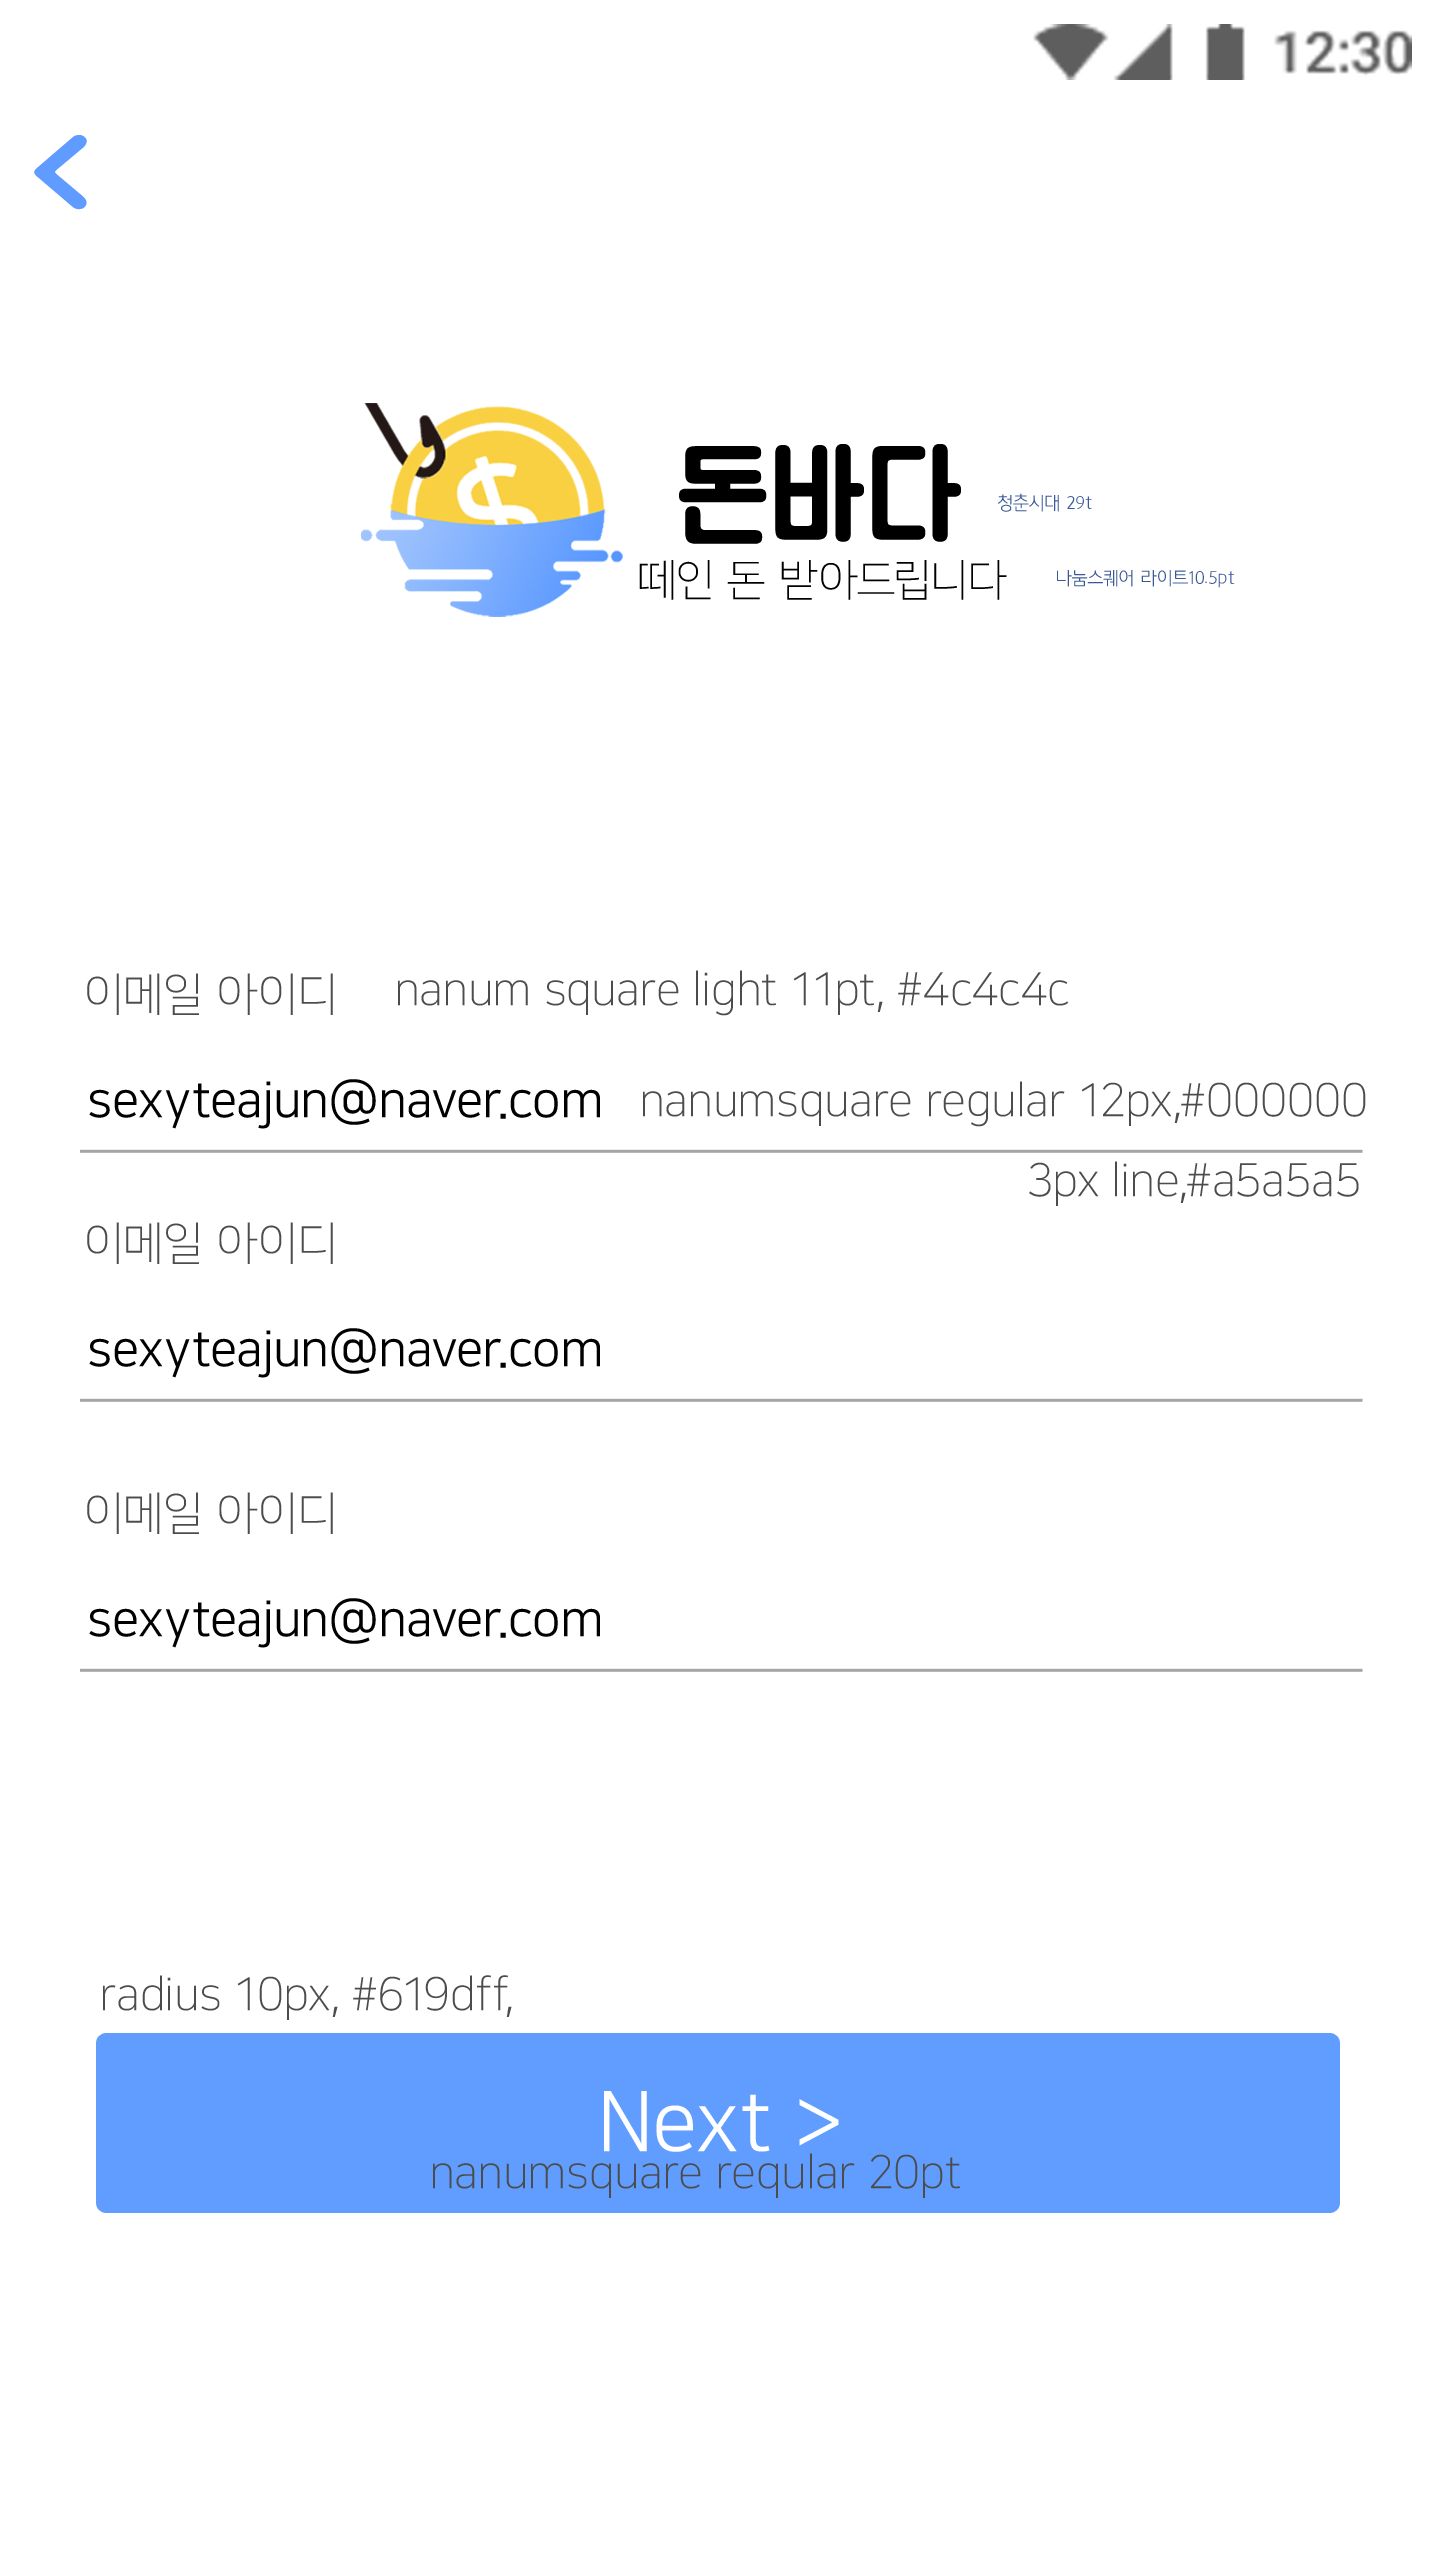 12:30
돈바다
청춘시대 29t
떼인 돈 받아드립니다
나눔스퀘어 라이트10.5pt
이메일 아이디 nanum square light 11pt, #4c4c4c
sexyteajun@naver.com nanumsquare regular 12px,#000000
3px line,#a5a5a5
이메일 아이디
sexyteajun@naver.com
이메일 아이디
sexyteajun@naver.com
radius 10px, #619dff,
Next >
nanumsquare reqular 20pt